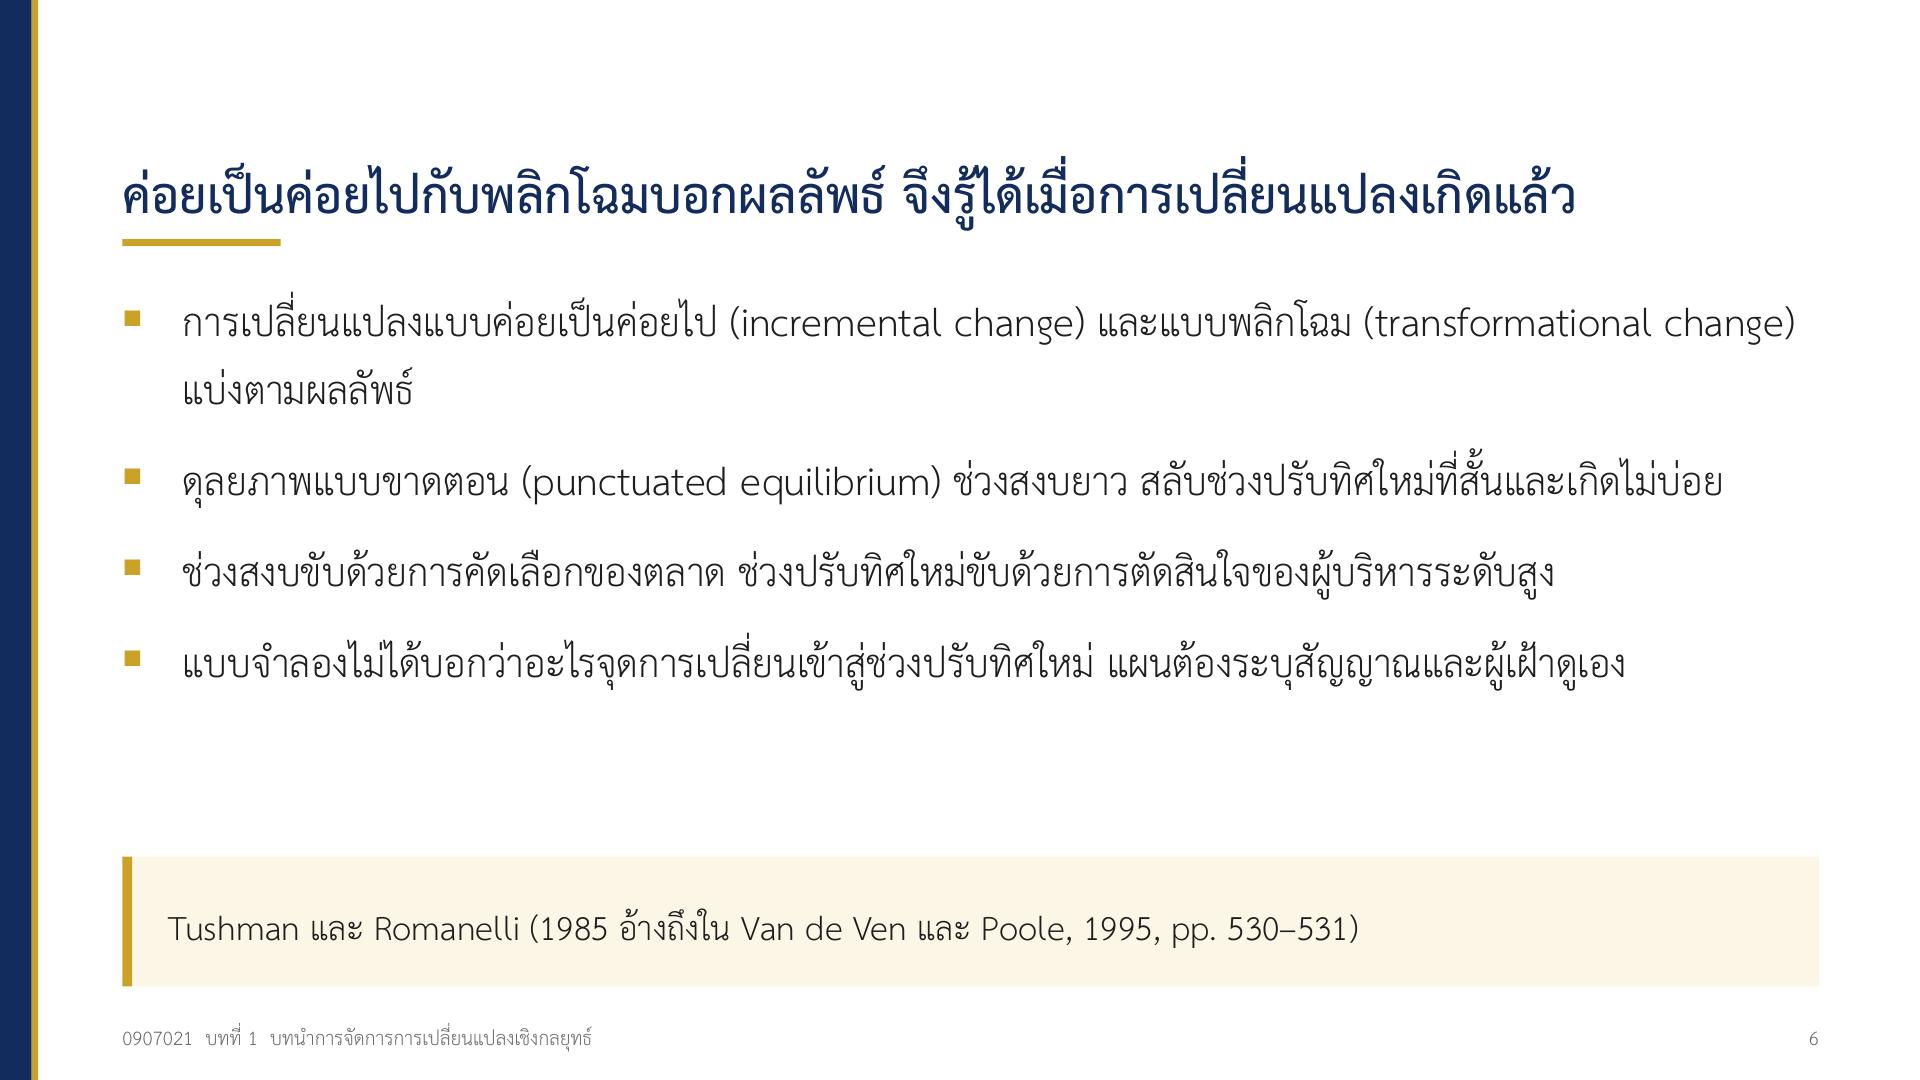 ค่อยเป็นค่อยไปกับพลิกโฉมบอกผลลัพธ์ จึงรู้ได้เมื่อการเปลี่ยนแปลงเกิดแล้ว
การเปลี่ยนแปลงแบบค่อยเป็นค่อยไป (incremental change) และแบบพลิกโฉม (transformational change)
แบ่งตามผลลัพธ์
ดุลยภาพแบบขาดตอน (punctuated equilibrium) ช่วงสงบยาว สลับช่วงปรับทิศใหม่ที่สั้นและเกิดไม่บ่อย
ช่วงสงบขับด้วยการคัดเลือกของตลาด ช่วงปรับทิศใหม่ขับด้วยการตัดสินใจของผู้บริหารระดับสูง
แบบจำลองไม่ได้บอกว่าอะไรจุดการเปลี่ยนเข้าสู่ช่วงปรับทิศใหม่ แผนต้องระบุสัญญาณและผู้เฝ้าดูเอง
Tushman และ Romanelli (1985 อ้างถึงใน Van de Ven และ Poole, 1995, pp. 530–531)
0907021 บทที่ 1 บทนำการจัดการการเปลี่ยนแปลงเชิงกลยุทธ์
6